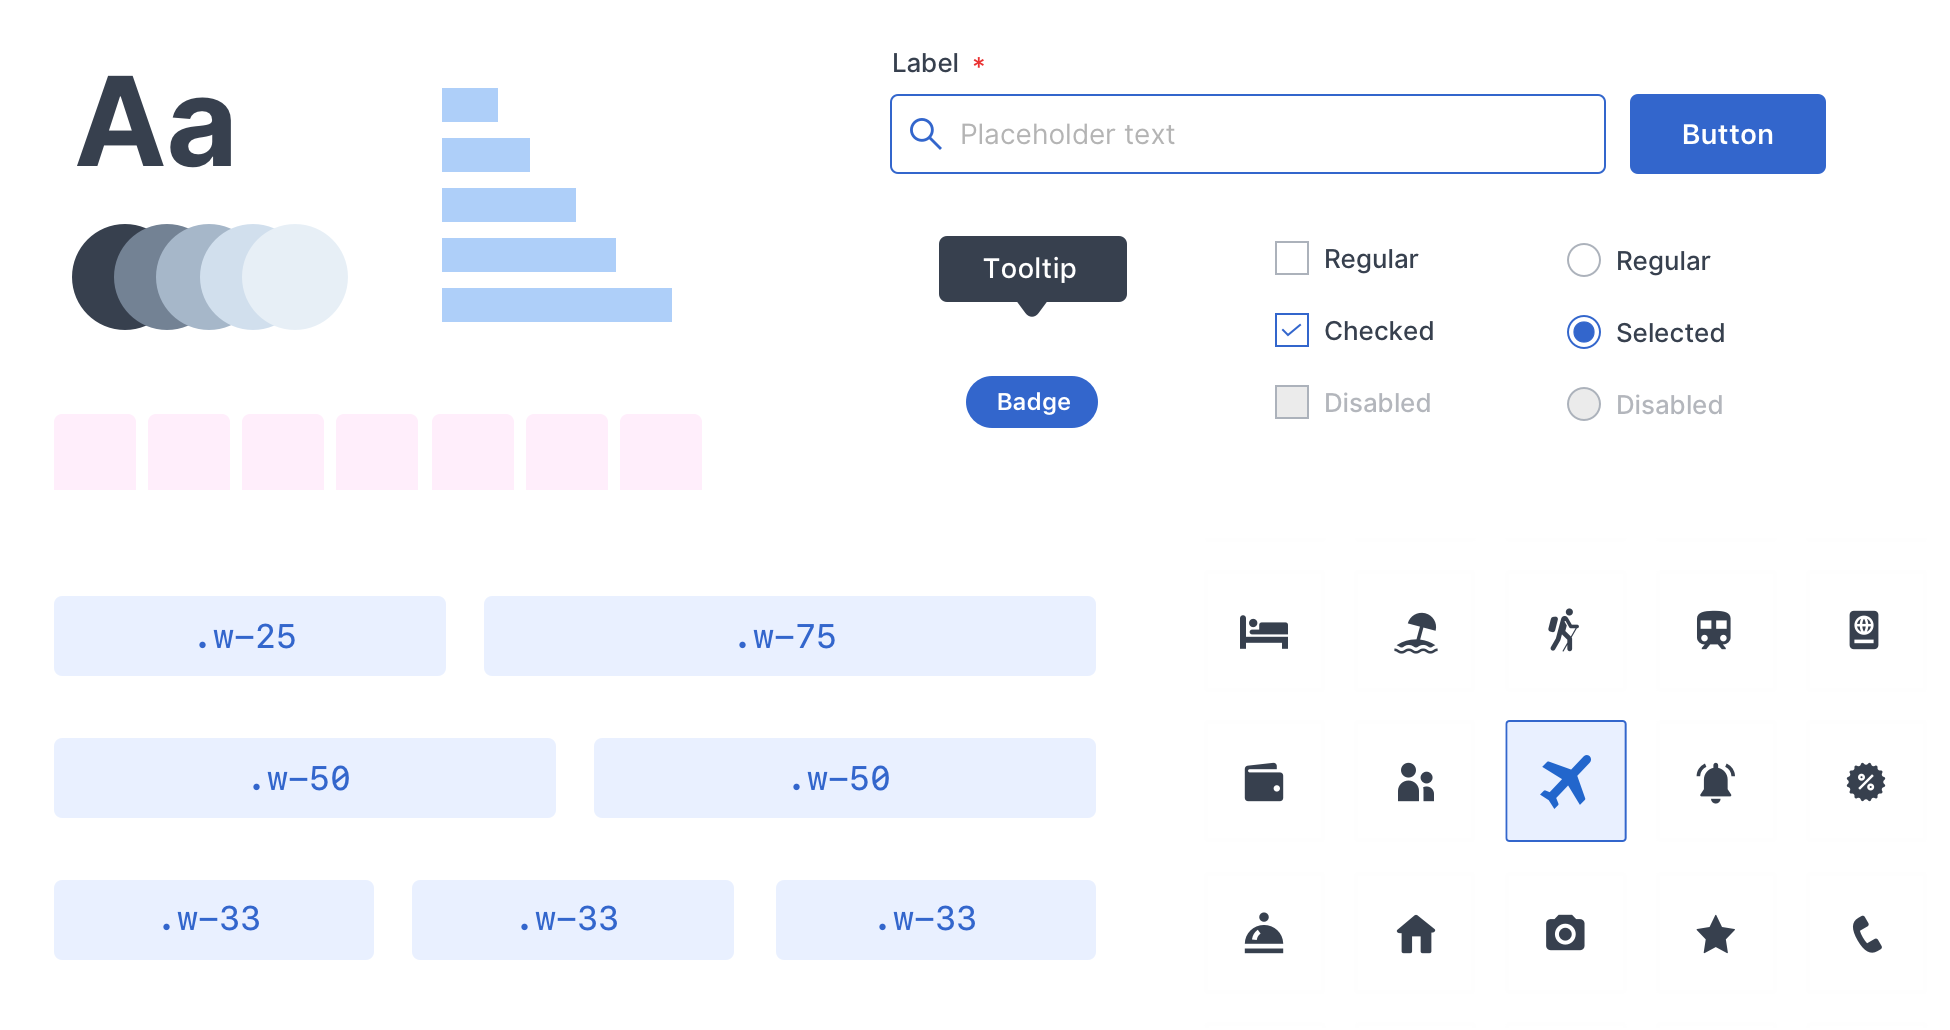 Aa
Label *
Placeholder text
Button
Tooltip
Badge
Regular
Checked
Disabled
Regular
Selected
Disabled
.w-25
.w-75
.w-50
.w-50
.w-33
.w-33
.w-33